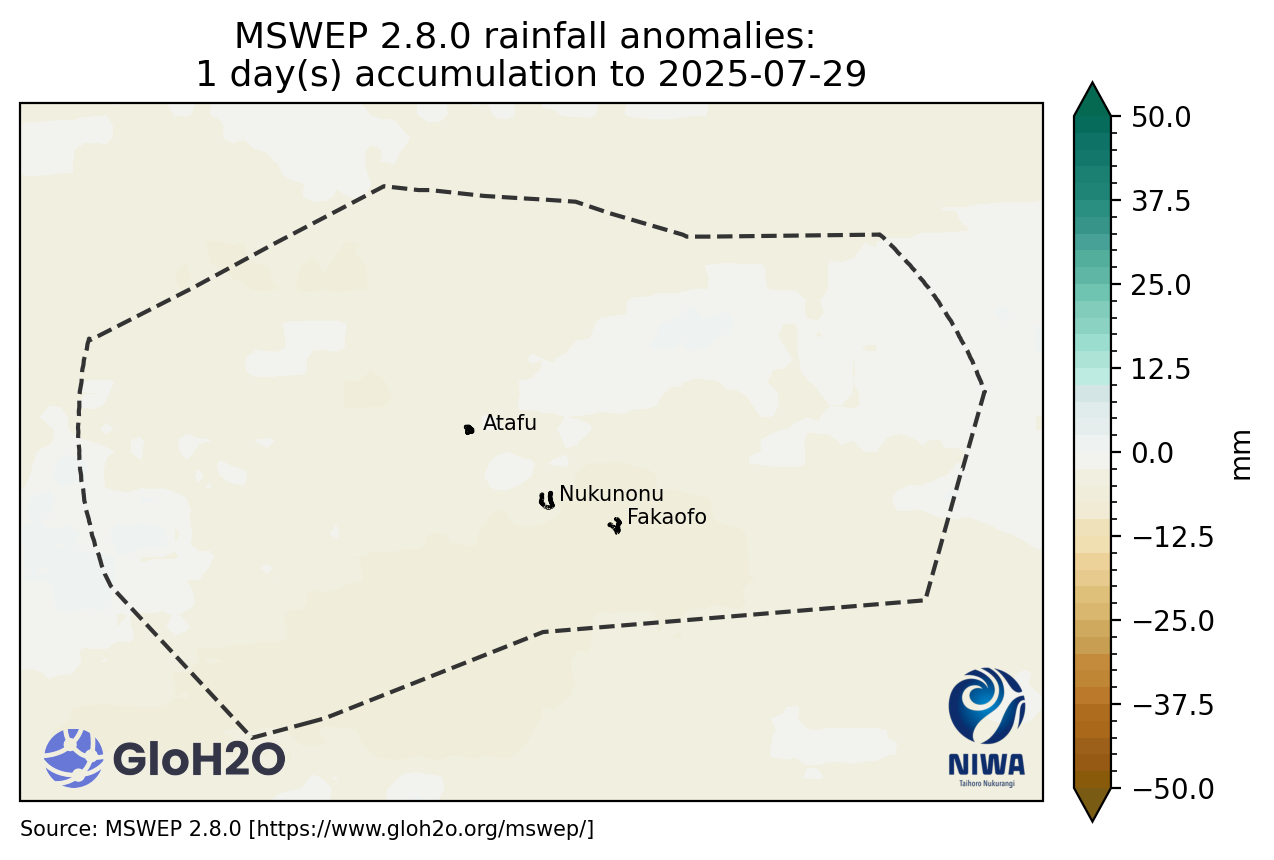 MSWEP 2.8.0 rainfall anomalies:
1 day(s) accumulation to 2025-07-29
50.0
37.5
25.0
12.5
0.0
−12.5
−25.0
−37.5
−50.0
mm
Atafu
Nukunonu
Fakaofo
GloH2O
NIWA
Taihoro Nukurangi
Source: MSWEP 2.8.0 [https://www.gloh2o.org/mswep/]